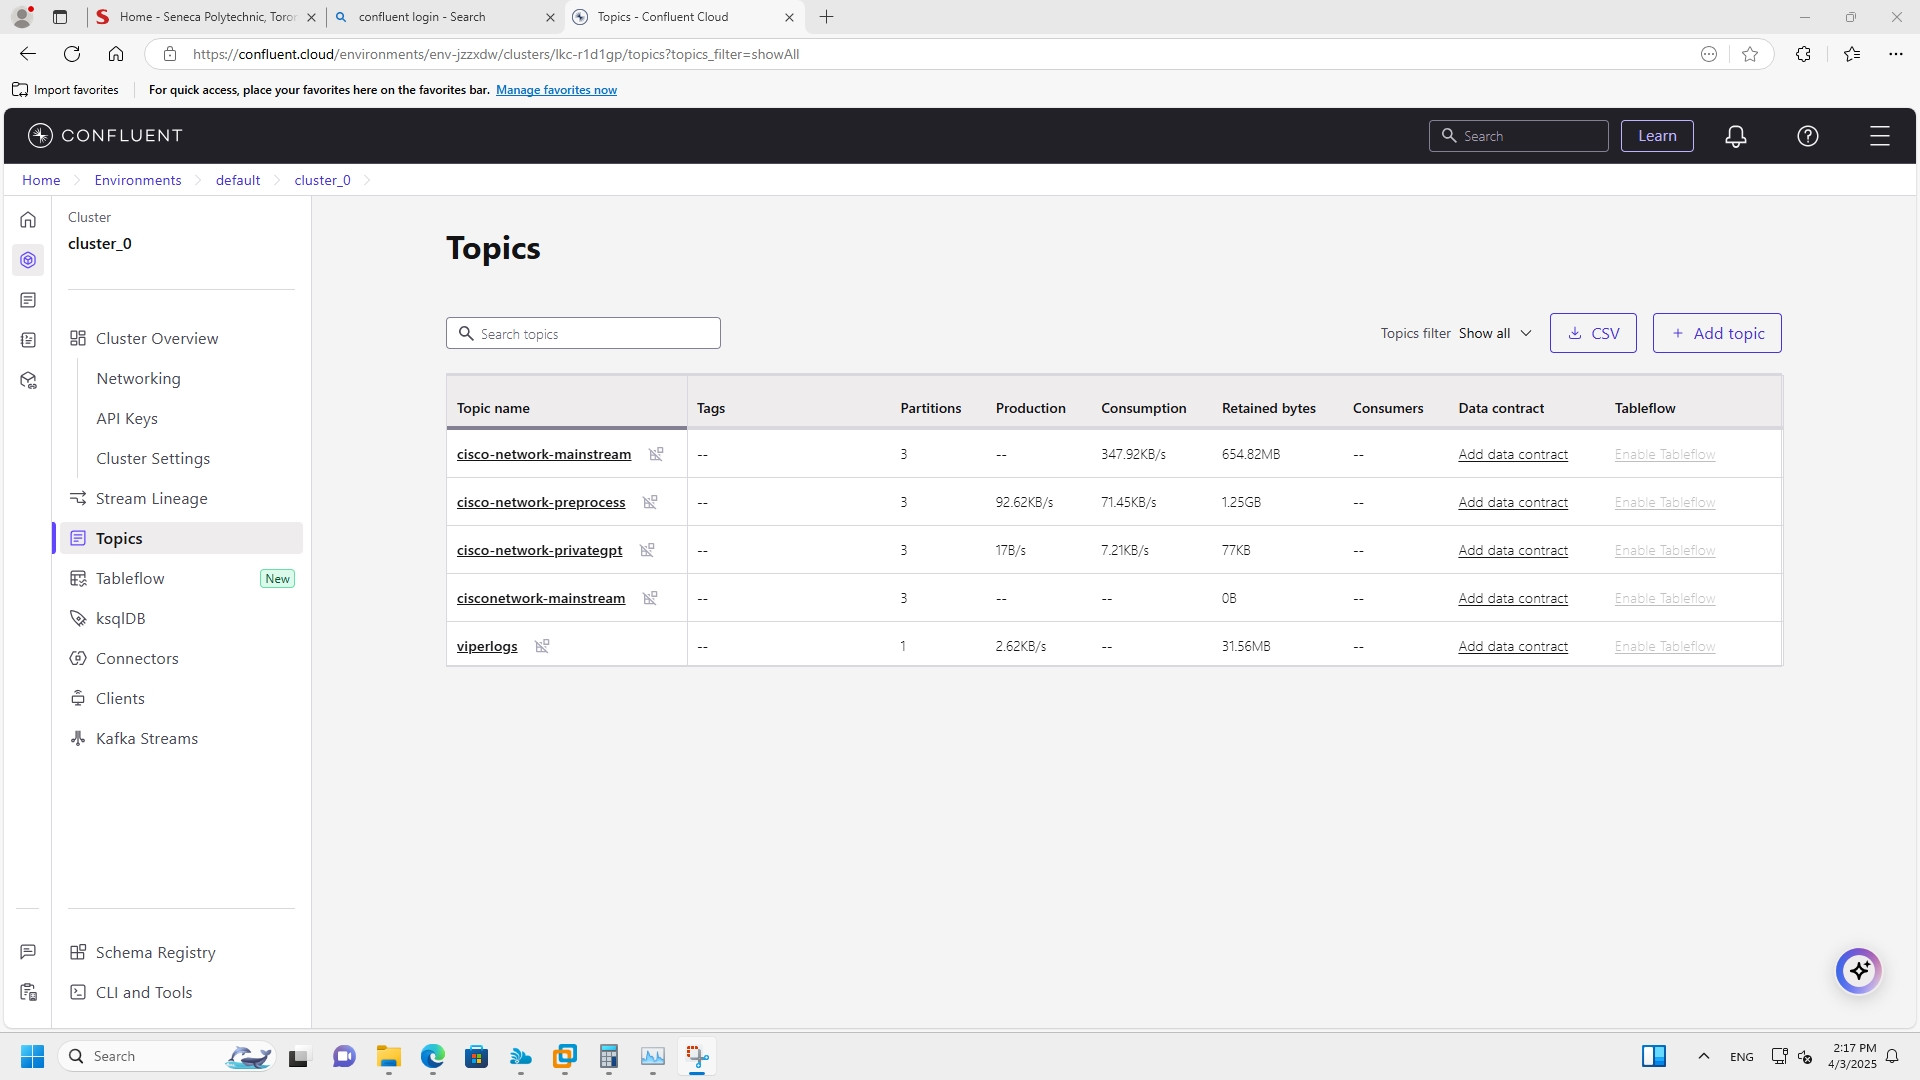 Home - Seneca Polytechnic, Toron
confluent login - Search
Topics - Confluent Cloud
https://confluent.cloud/environments/env-jzzxdw/clusters/lkc-r1d1gp/topics?topics_filter=showAll
Import favorites
For quick access, place your favorites here on the favorites bar. Manage favorites now
CONFLUENT
Search
Learn
Home
Environments
default
cluster_0
Cluster
cluster_0
Cluster Overview
Networking
API Keys
Cluster Settings
Stream Lineage
Topics
Tableflow New
ksqlDB
Connectors
Clients
Kafka Streams
Schema Registry
CLI and Tools
Topics
Search topics
Topics filter Show all
CSV
+ Add topic
Topic name Tags Partitions Production Consumption Retained bytes Consumers Data contract Tableflow
cisco-network-mainstream -- 3 -- 347.92KB/s 654.82MB -- Add data contract Enable Tableflow
cisco-network-preprocess -- 3 92.62KB/s 71.45KB/s 1.25GB -- Add data contract Enable Tableflow
cisco-network-privategpt -- 3 17B/s 7.21KB/s 77KB -- Add data contract Enable Tableflow
cisconetwork-mainstream -- 3 -- -- 0B -- Add data contract Enable Tableflow
viperlogs -- 1 2.62KB/s -- 31.56MB -- Add data contract Enable Tableflow
Search
ENG
2:17 PM
4/3/2025